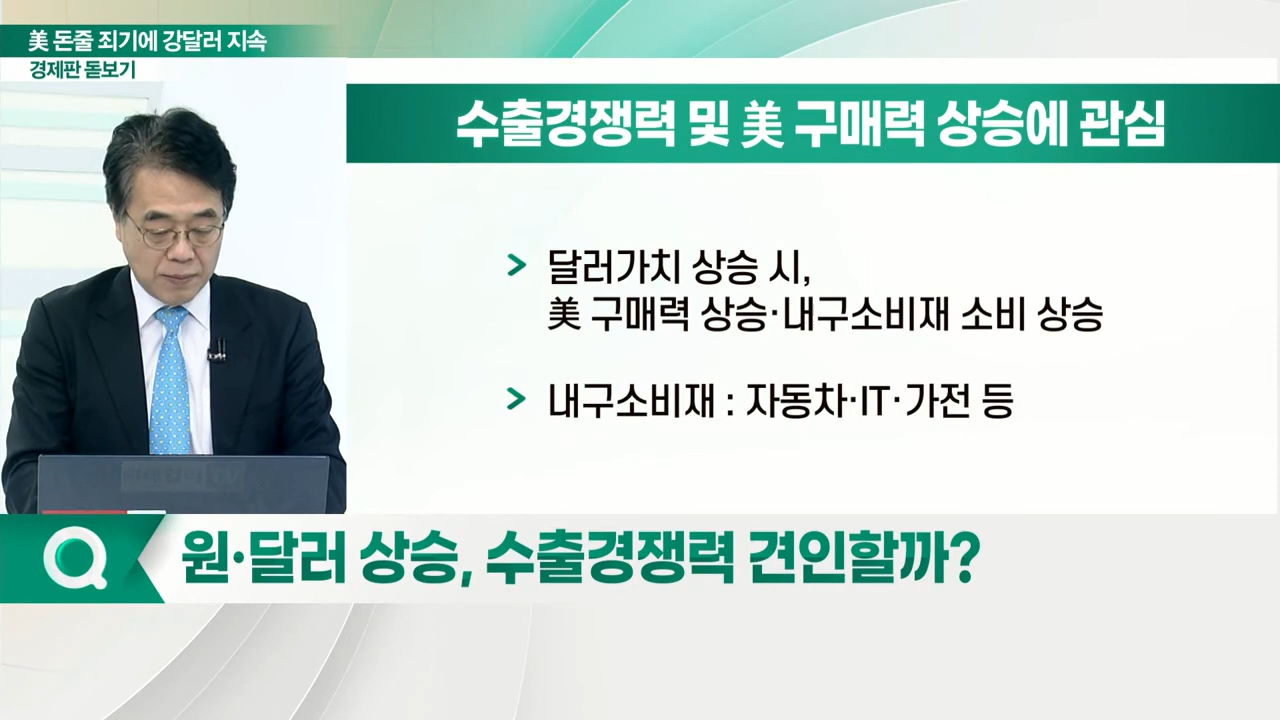 美 돈줄 죄기에 강달러 지속
경제판 돋보기
수출경쟁력 및 美 구매력 상승에 관심
> 달러가치 상승 시,
美 구매력 상승·내구소비재 소비 상승
> 내구소비재 : 자동차·IT·가전 등
원·달러 상승, 수출경쟁력 견인할까?